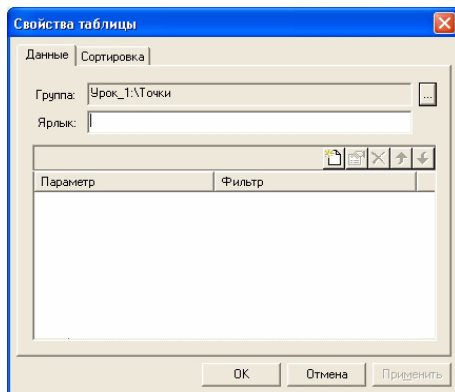 Свойства таблицы
Данные Сортировка
Группа: Урок_1:\Точки ...
Ярлык:
Параметр Фильтр
OK Отмена Применить